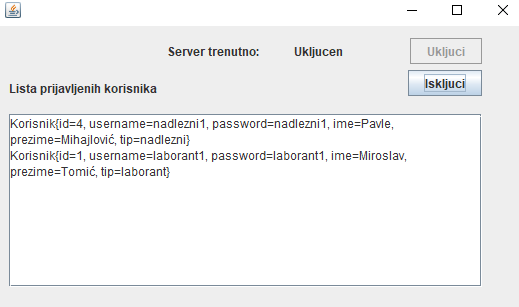 Server trenutno: Ukljucen Ukljuci
Iskljuci
Lista prijavljenih korisnika
Korisnik{id=4, username=nadlezni1, password=nadlezni1, ime=Pavle,
prezime=Mihajlović, tip=nadlezni}
Korisnik{id=1, username=laborant1, password=laborant1, ime=Miroslav,
prezime=Tomić, tip=laborant}